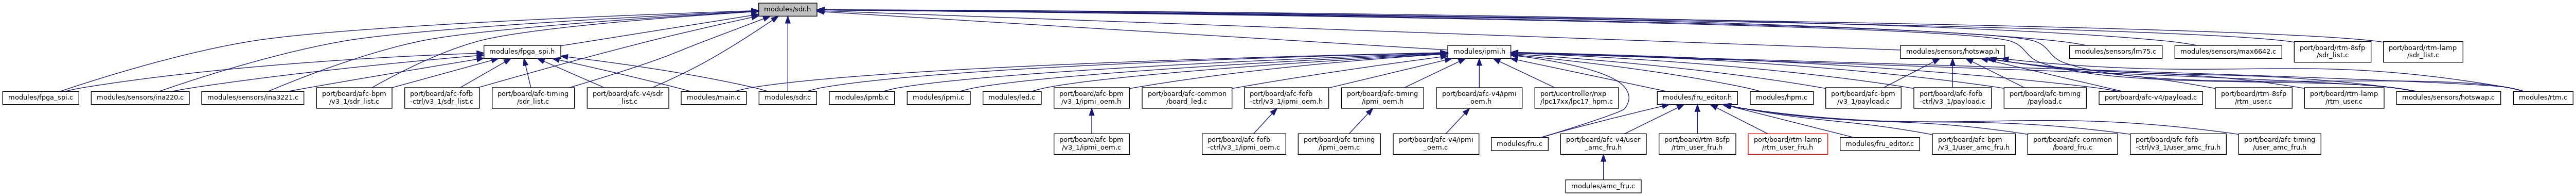 modules/sdr.h
modules/fpga_spi.h
modules/ipmi.h
modules/sensors/hotswap.h
modules/sensors/lm75.c
modules/sensors/max6642.c
port/board/rtm-8sfp
/sdr_list.c
port/board/rtm-lamp
/sdr_list.c
modules/fpga_spi.c
modules/sensors/ina220.c
modules/sensors/ina3221.c
port/board/afc-bpm
/v3_1/sdr_list.c
port/board/afc-fofb
-ctrl/v3_1/sdr_list.c
port/board/afc-timing
/sdr_list.c
port/board/afc-v4/sdr
_list.c
modules/main.c
modules/sdr.c
modules/ipmb.c
modules/ipmi.c
modules/led.c
port/board/afc-bpm
/v3_1/ipmi_oem.h
port/board/afc-common
/board_led.c
port/board/afc-fofb
-ctrl/v3_1/ipmi_oem.h
port/board/afc-timing
/ipmi_oem.h
port/board/afc-v4/ipmi
_oem.h
port/ucontroller/nxp
/lpc17xx/lpc17_hpm.c
modules/fru_editor.h
modules/hpm.c
port/board/afc-bpm
/v3_1/payload.c
port/board/afc-fofb
-ctrl/v3_1/payload.c
port/board/afc-timing
/payload.c
port/board/afc-v4/payload.c
port/board/rtm-8sfp
/rtm_user.c
port/board/rtm-lamp
/rtm_user.c
modules/sensors/hotswap.c
modules/rtm.c
port/board/afc-bpm
/v3_1/ipmi_oem.c
port/board/afc-fofb
-ctrl/v3_1/ipmi_oem.c
port/board/afc-timing
/ipmi_oem.c
port/board/afc-v4/ipmi
_oem.c
modules/fru.c
port/board/afc-v4/user
_amc_fru.h
port/board/rtm-8sfp
/rtm_user_fru.h
port/board/rtm-lamp
/rtm_user_fru.h
modules/fru_editor.c
port/board/afc-bpm
/v3_1/user_amc_fru.h
port/board/afc-common
/board_fru.c
port/board/afc-fofb
-ctrl/v3_1/user_amc_fru.h
port/board/afc-timing
/user_amc_fru.h
modules/amc_fru.c